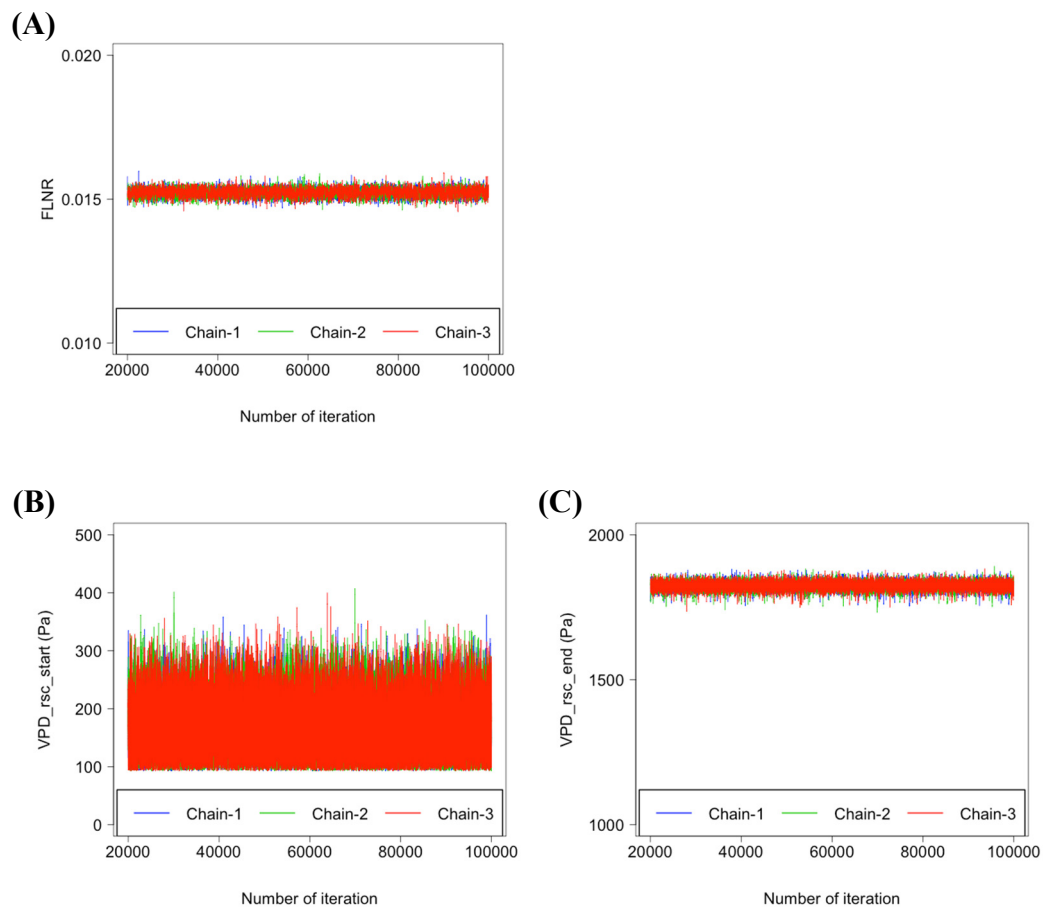 (A)
0.020
0.015
0.010
FLNR
Chain-1 Chain-2 Chain-3
20000 40000 60000 80000 100000
Number of iteration
(B)
500
400
300
200
100
0
VPD_rsc_start (Pa)
Chain-1 Chain-2 Chain-3
20000 40000 60000 80000 100000
Number of iteration
(C)
2000
1500
1000
VPD_rsc_end (Pa)
Chain-1 Chain-2 Chain-3
20000 40000 60000 80000 100000
Number of iteration